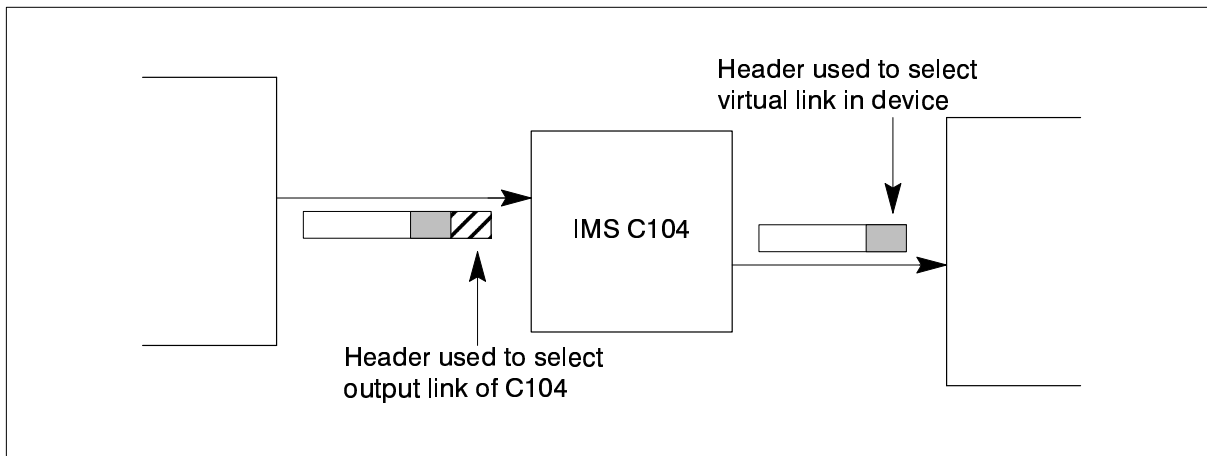 Header used to select
virtual link in device
IMS C104
Header used to select
output link of C104